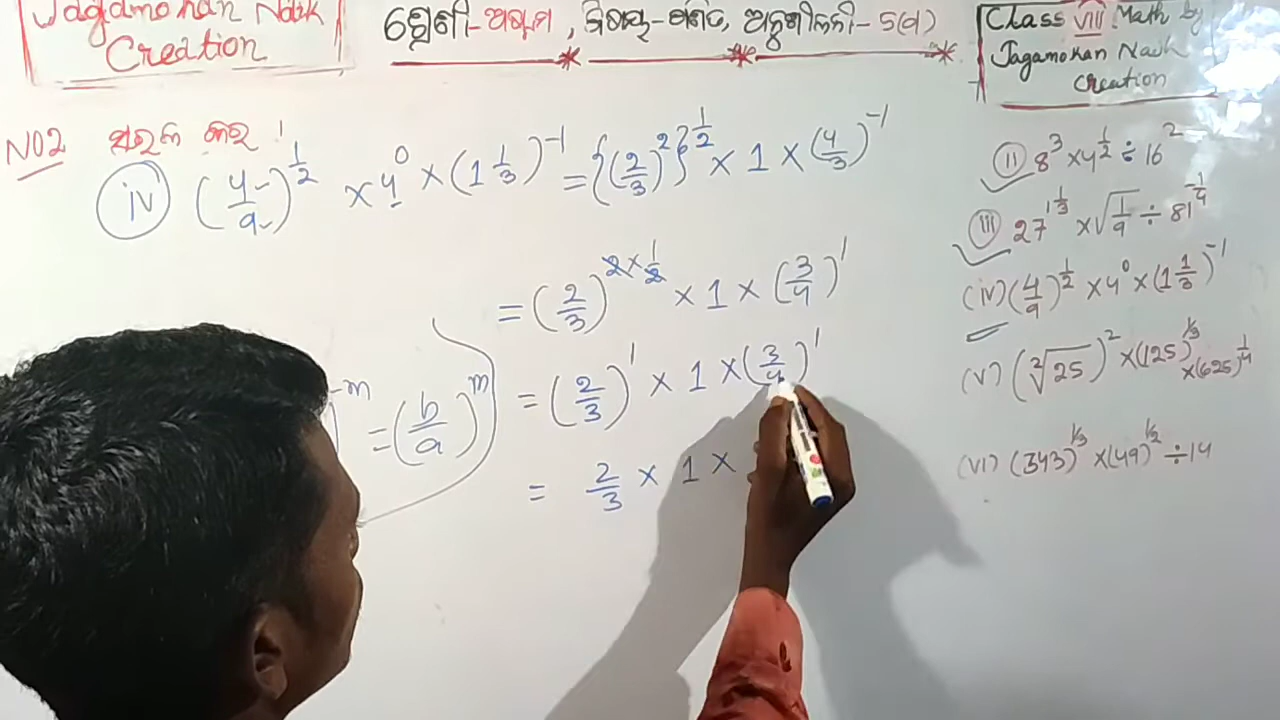 Jagamohan Naik
Creation
ଶ୍ରେଣୀ-ଅଷ୍ଟମ, ବିଷୟ-ଗଣିତ, ଅନୁଶୀଳନୀ-5(a)
Class VIII Math by
Jagamohan Naik
Creation
NO2 ସରଳ କର !
(iv) (4/9)^1/2 × 4^0 × (1 1/3)^-1 = {(2/3)^2}^1/2 × 1 × (4/3)^-1
= (2/3)^2×1/2 × 1 × (3/4)^1
= (2/3)^1 × 1 × (3/4)^1
= 2/3 × 1 ×
)^-m = (b/a)^m
(ii) 8^3 × 4^1/2 ÷ 16^2
(iii) 27^1/3 × √1/9 ÷ 81^-1/4
(iv) (4/9)^1/2 × 4^0 × (1 1/3)^-1
(v) (∛25)^2 × (125)^1/3 × (625)^1/4
(vi) (343)^1/3 × (49)^1/2 ÷ 14